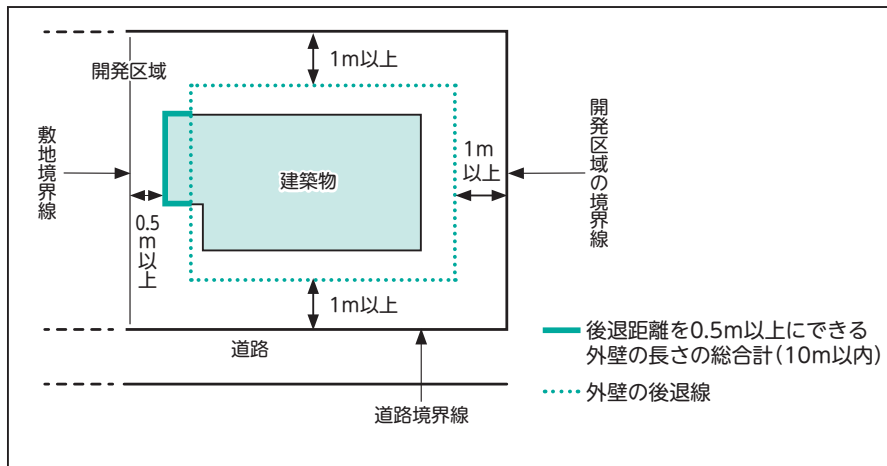 1m以上
開発区域
敷地境界線
建築物
1m
以上
開発区域の境界線
0.5
m以上
1m以上
道路
道路境界線
後退距離を0.5m以上にできる
外壁の長さの総合計(10m以内)
外壁の後退線